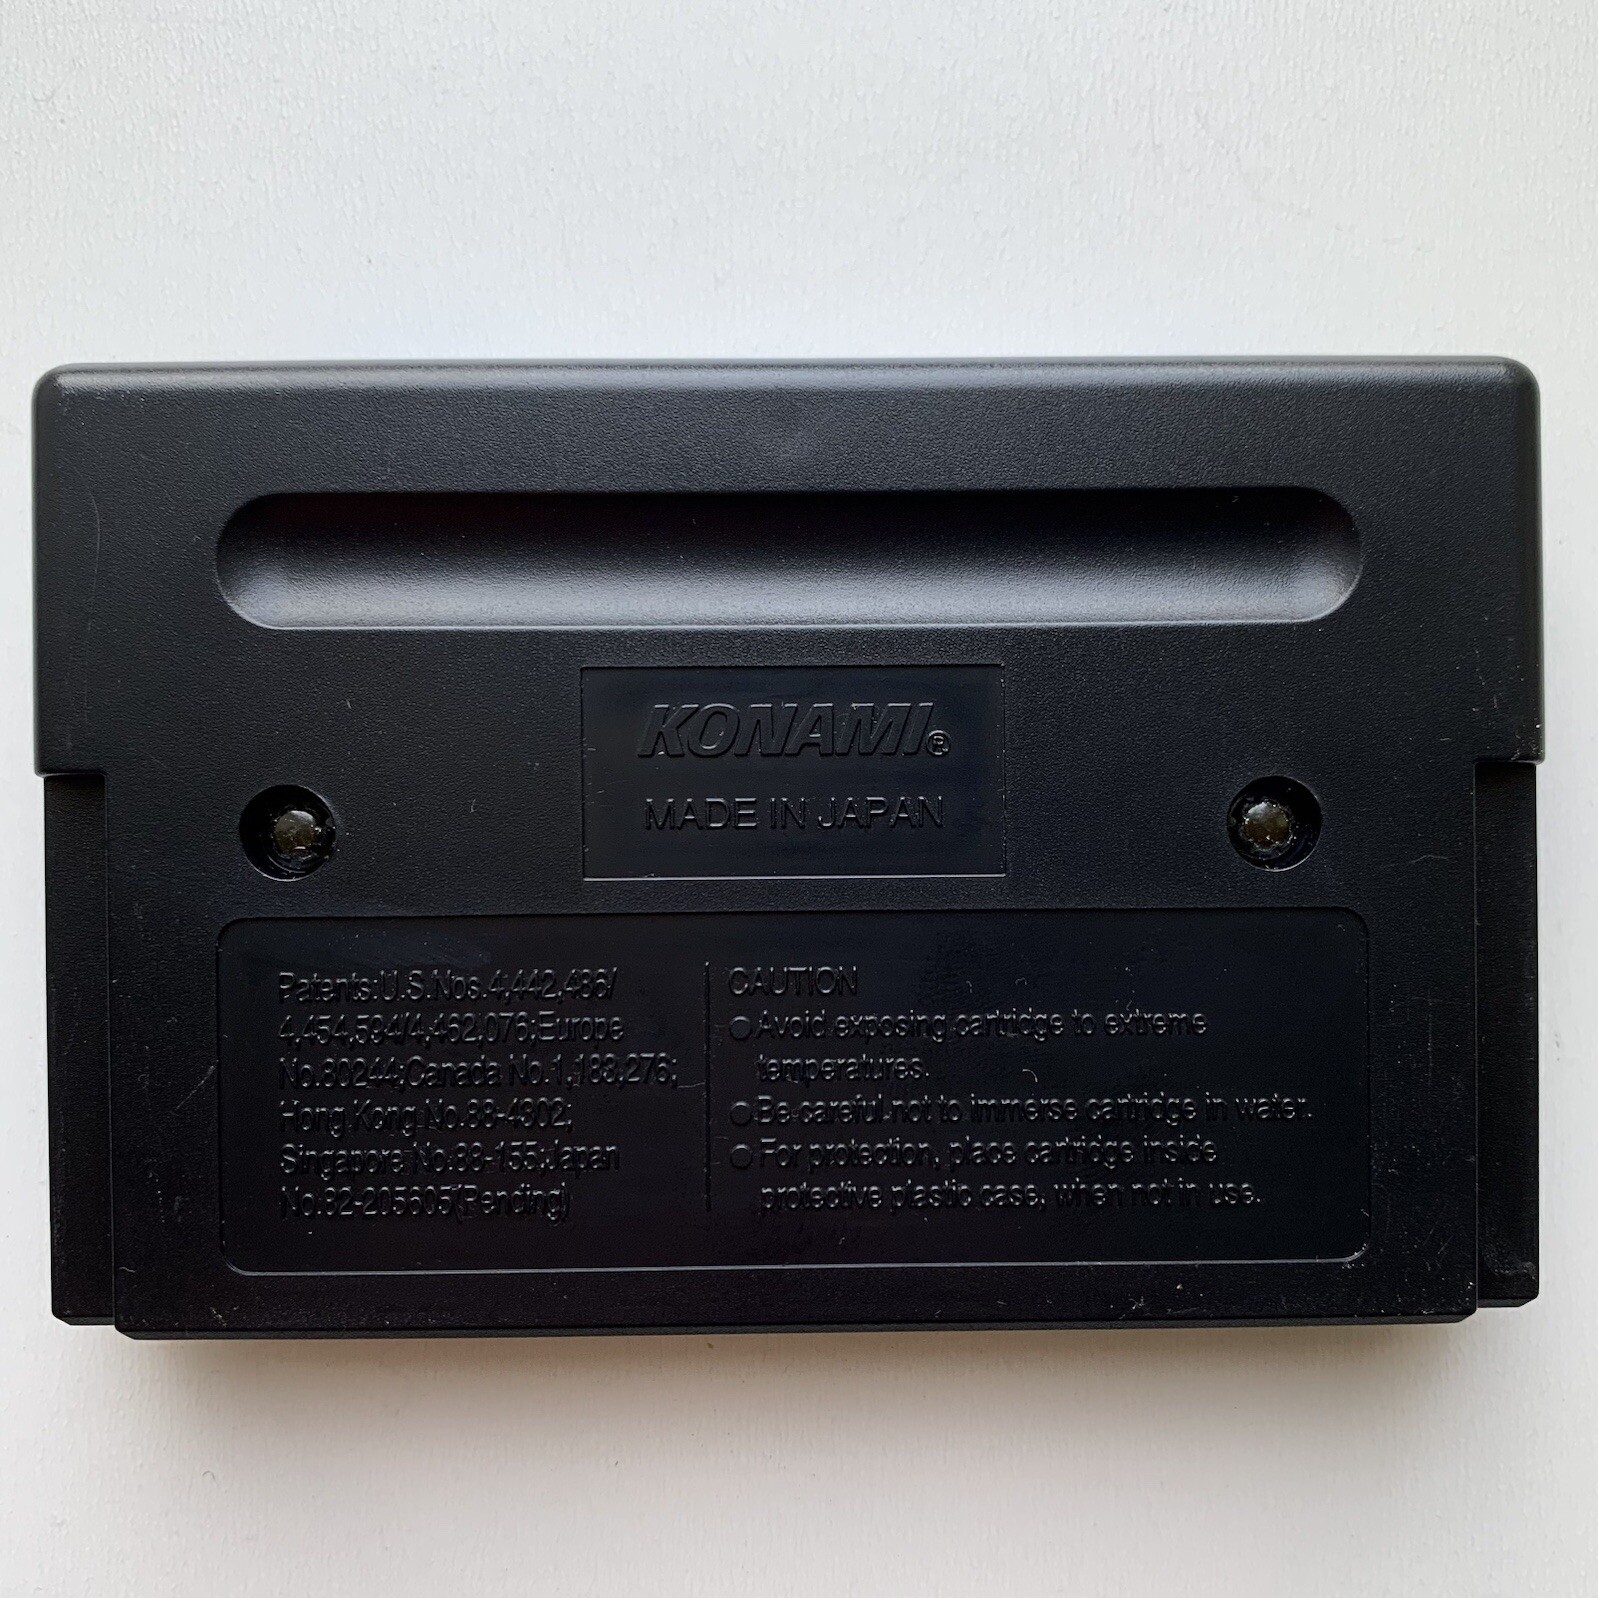 KONAMI®
MADE IN JAPAN
Patents:U.S.Nos.4,442,486/
4,454,594/4,462,076;Europe
No.80244;Canada No.1,183,276;
Hong Kong No.88-4302;
Singapore No.88-155;Japan
No.82-205605(Pending)
CAUTION
○Avoid exposing cartridge to extreme
temperatures.
○Be careful not to immerse cartridge in water.
○For protection, place cartridge inside
protective plastic case, when not in use.